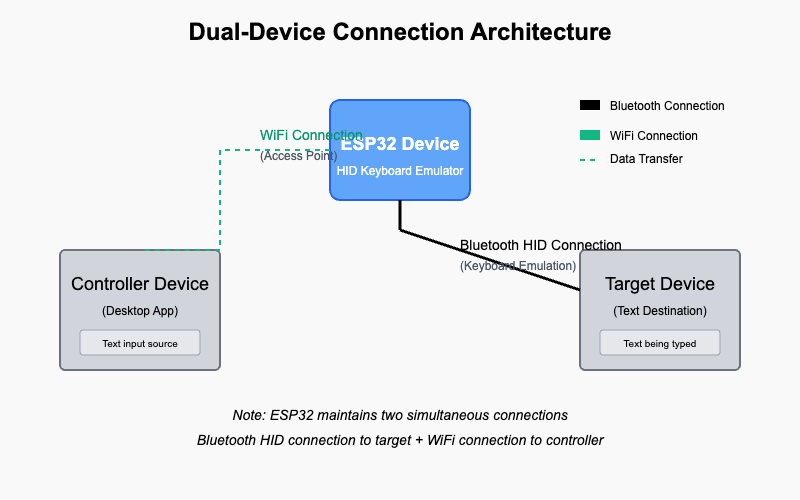 Dual-Device Connection Architecture
Bluetooth Connection
WiFi Connection
Data Transfer
WiFi Connection
(Access Point)
ESP32 Device
HID Keyboard Emulator
Bluetooth HID Connection
(Keyboard Emulation)
Controller Device
(Desktop App)
Text input source
Target Device
(Text Destination)
Text being typed
Note: ESP32 maintains two simultaneous connections
Bluetooth HID connection to target + WiFi connection to controller